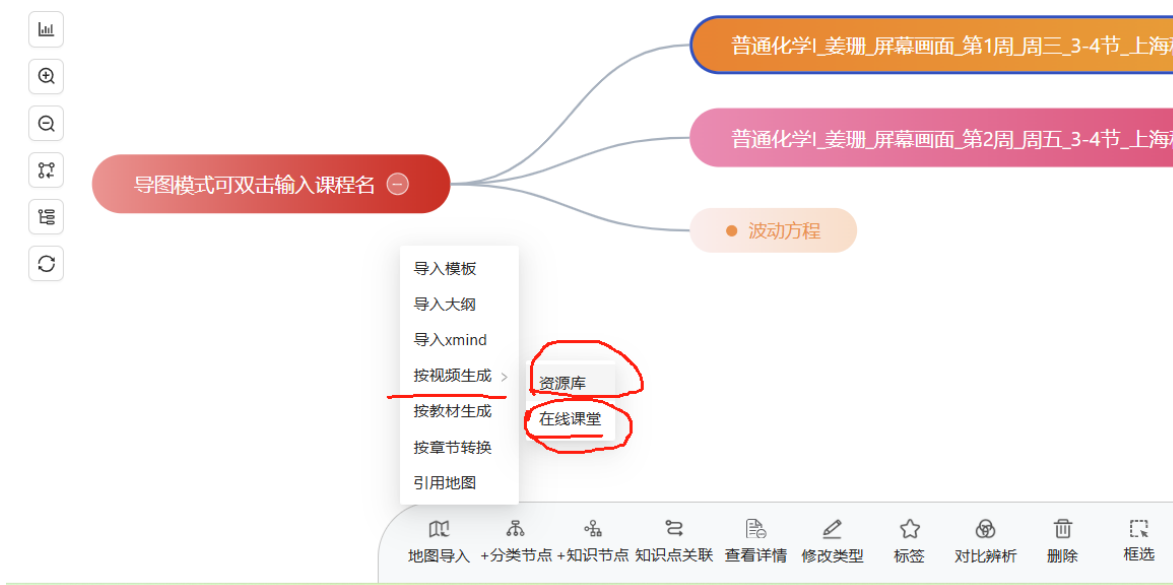 普通化学I_姜珊_屏幕画面_第1周_周三_3-4节_上海
普通化学I_姜珊_屏幕画面_第2周_周五_3-4节_上海
导图模式可双击输入课程名
波动方程
导入模板
导入大纲
导入xmind
按视频生成
资源库
按教材生成
在线课堂
按章节转换
引用地图
地图导入 +分类节点 +知识节点 知识点关联 查看详情 修改类型 标签 对比辨析 删除 框选